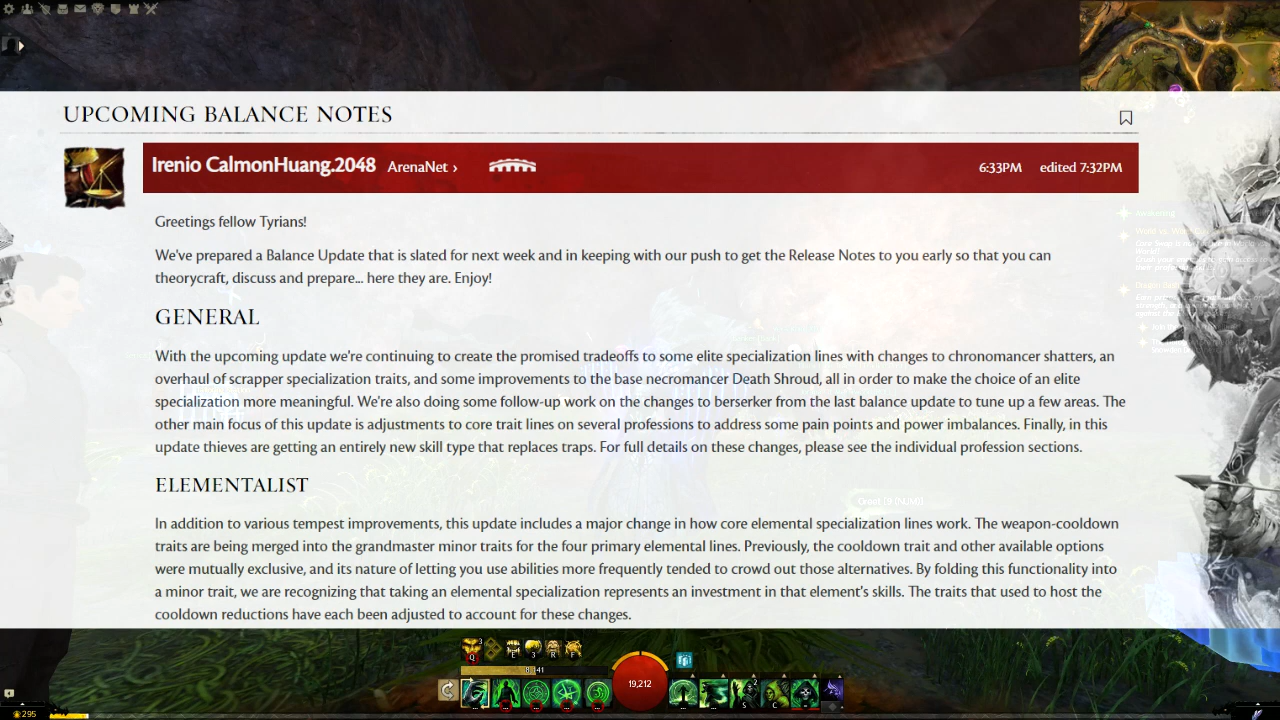 UPCOMING BALANCE NOTES
Irenio CalmonHuang.2048 ArenaNet › 6:33PM edited 7:32PM
Greetings fellow Tyrians!
We've prepared a Balance Update that is slated for next week and in keeping with our push to get the Release Notes to you early so that you can
theorycraft, discuss and prepare... here they are. Enjoy!
GENERAL
With the upcoming update we're continuing to create the promised tradeoffs to some elite specialization lines with changes to chronomancer shatters, an
overhaul of scrapper specialization traits, and some improvements to the base necromancer Death Shroud, all in order to make the choice of an elite
specialization more meaningful. We're also doing some follow-up work on the changes to berserker from the last balance update to tune up a few areas. The
other main focus of this update is adjustments to core trait lines on several professions to address some pain points and power imbalances. Finally, in this
update thieves are getting an entirely new skill type that replaces traps. For full details on these changes, please see the individual profession sections.
ELEMENTALIST
In addition to various tempest improvements, this update includes a major change in how core elemental specialization lines work. The weapon-cooldown
traits are being merged into the grandmaster minor traits for the four primary elemental lines. Previously, the cooldown trait and other available options
were mutually exclusive, and its nature of letting you use abilities more frequently tended to crowd out those alternatives. By folding this functionality into
a minor trait, we are recognizing that taking an elemental specialization represents an investment in that element's skills. The traits that used to host the
cooldown reductions have each been adjusted to account for these changes.
Awakening
3
Q E 3 R F
19,212
S C
295